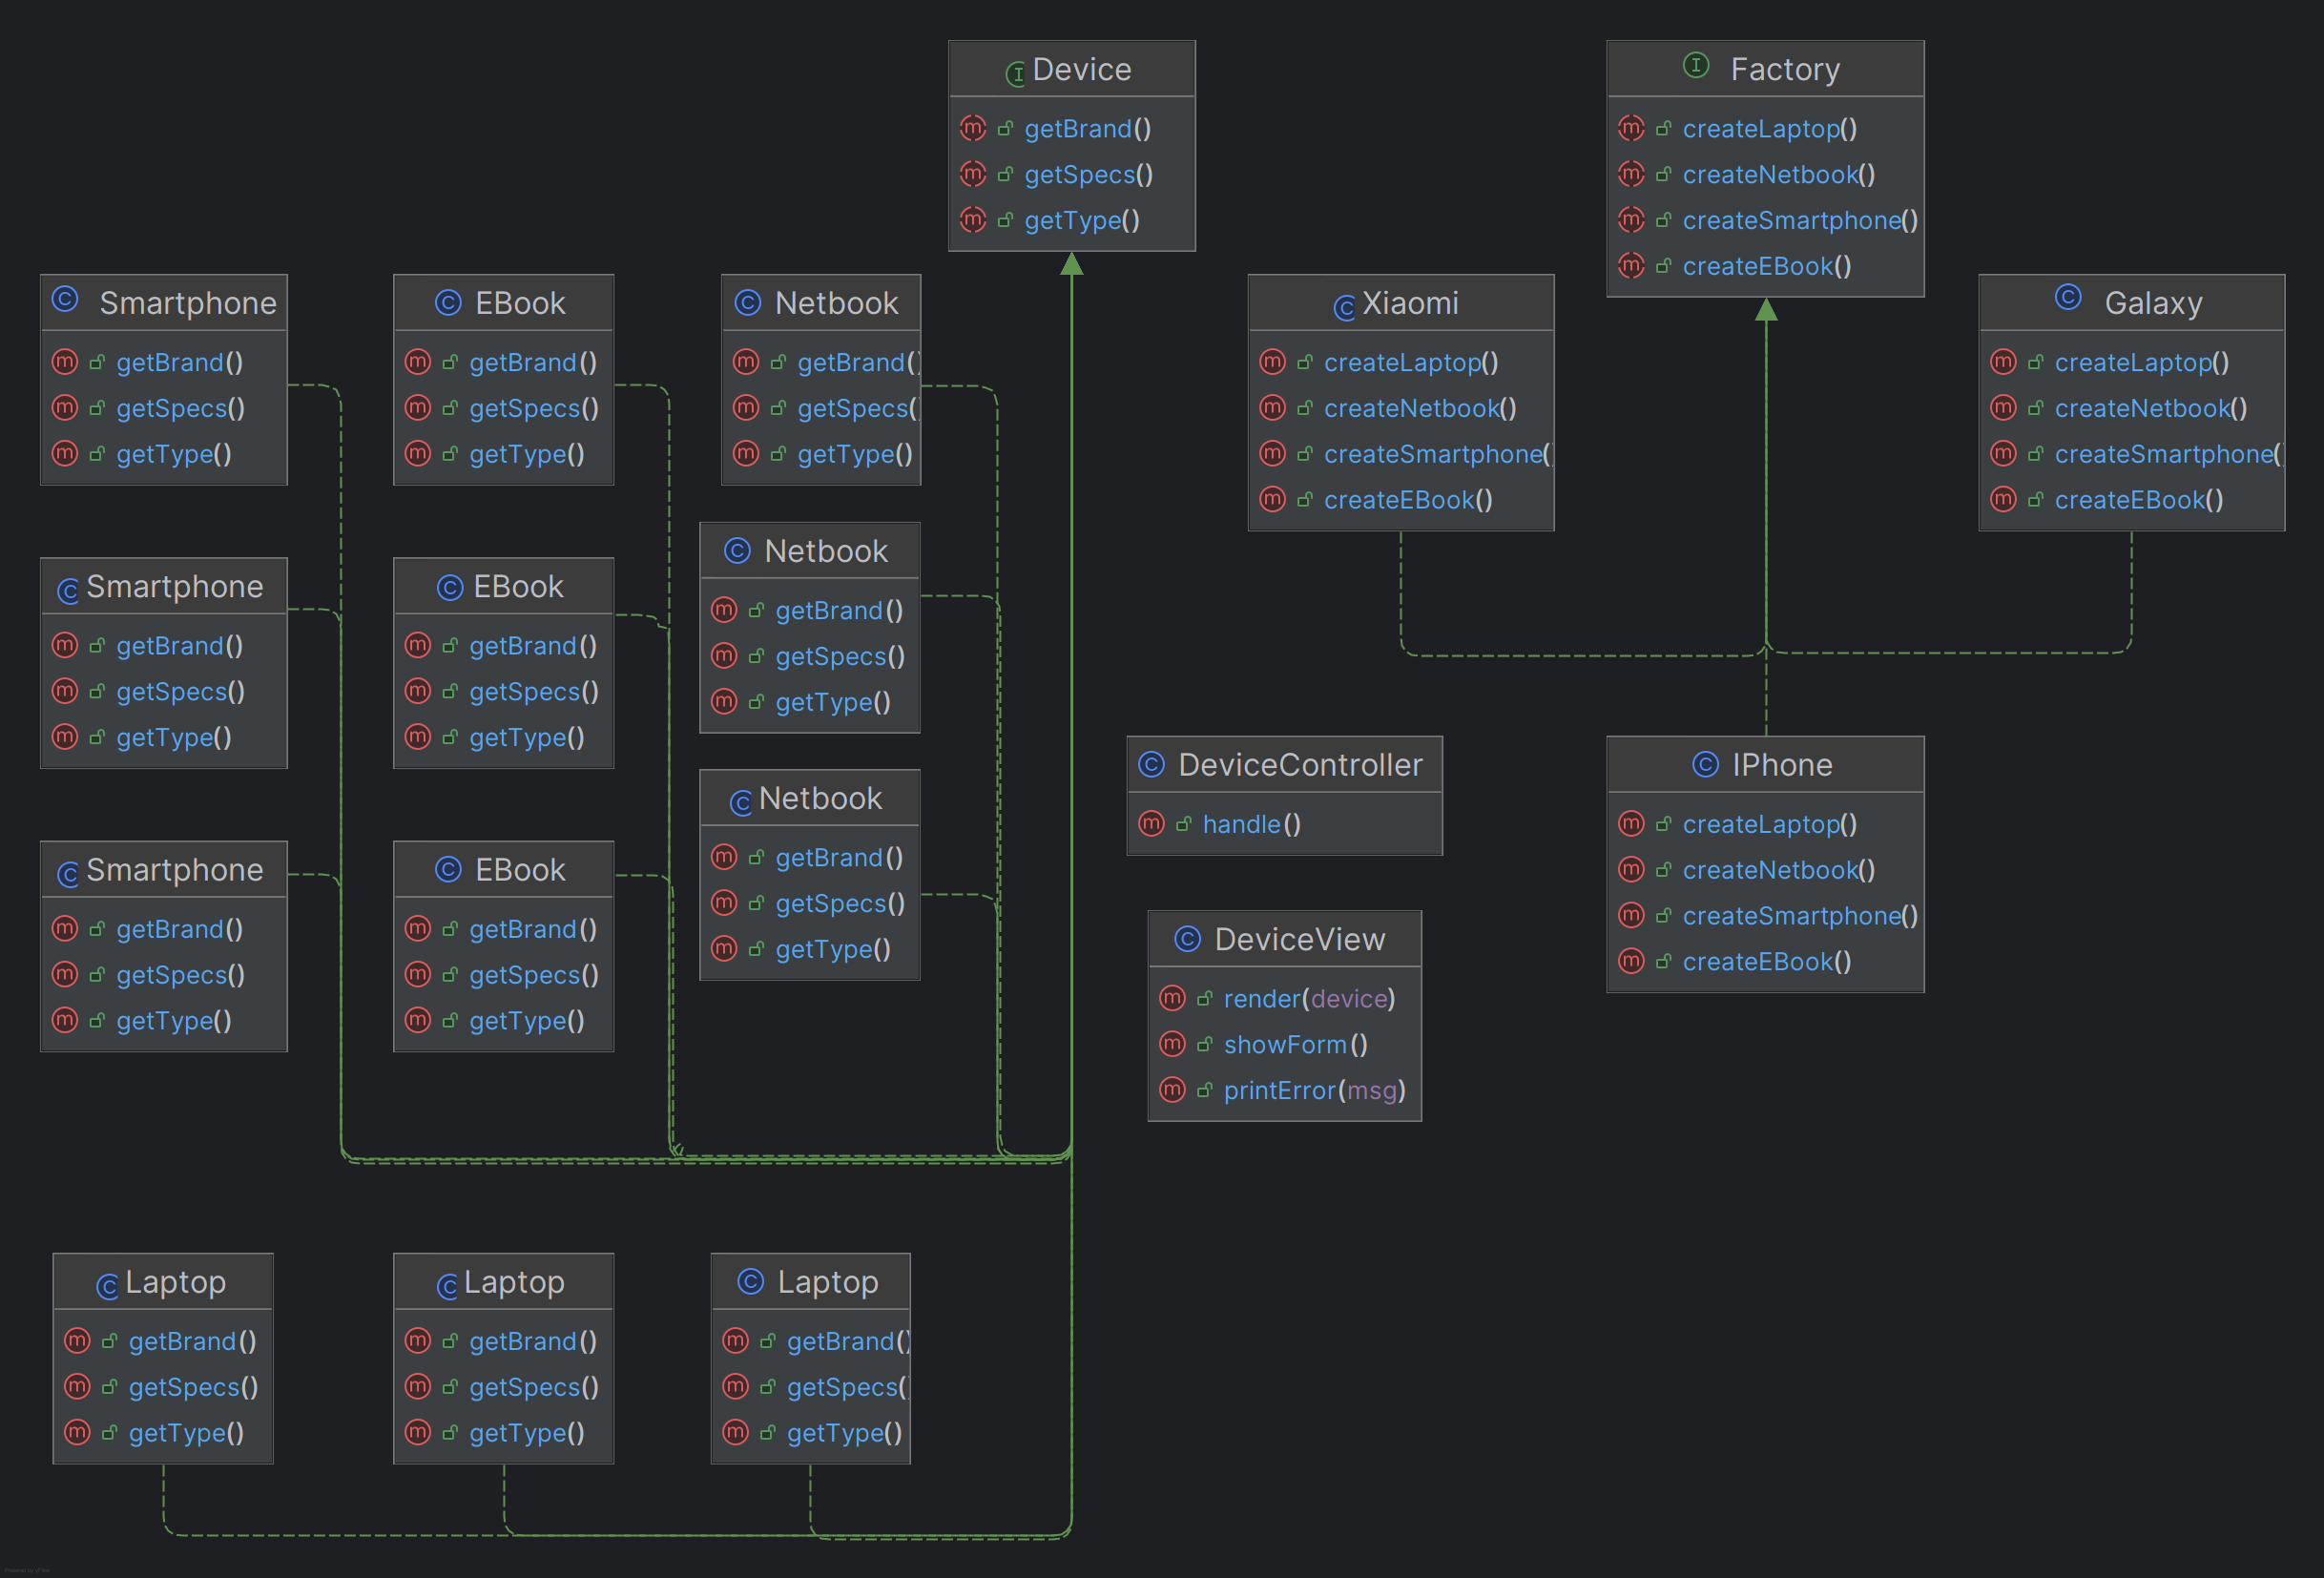 Device
getBrand()
getSpecs()
getType()
Factory
createLaptop()
createNetbook()
createSmartphone()
createEBook()
Smartphone
getBrand()
getSpecs()
getType()
EBook
getBrand()
getSpecs()
getType()
Netbook
getBrand()
getSpecs(
getType()
Xiaomi
createLaptop()
createNetbook()
createSmartphone(
createEBook()
Galaxy
createLaptop()
createNetbook()
createSmartphone(
createEBook()
Smartphone
getBrand()
getSpecs()
getType()
EBook
getBrand()
getSpecs()
getType()
Netbook
getBrand()
getSpecs()
getType()
Smartphone
getBrand()
getSpecs()
getType()
EBook
getBrand()
getSpecs()
getType()
Netbook
getBrand()
getSpecs()
getType()
DeviceController
handle()
DeviceView
render(device)
showForm()
printError(msg)
IPhone
createLaptop()
createNetbook()
createSmartphone()
createEBook()
Laptop
getBrand()
getSpecs()
getType()
Laptop
getBrand()
getSpecs()
getType()
Laptop
getBrand()
getSpecs(
getType()